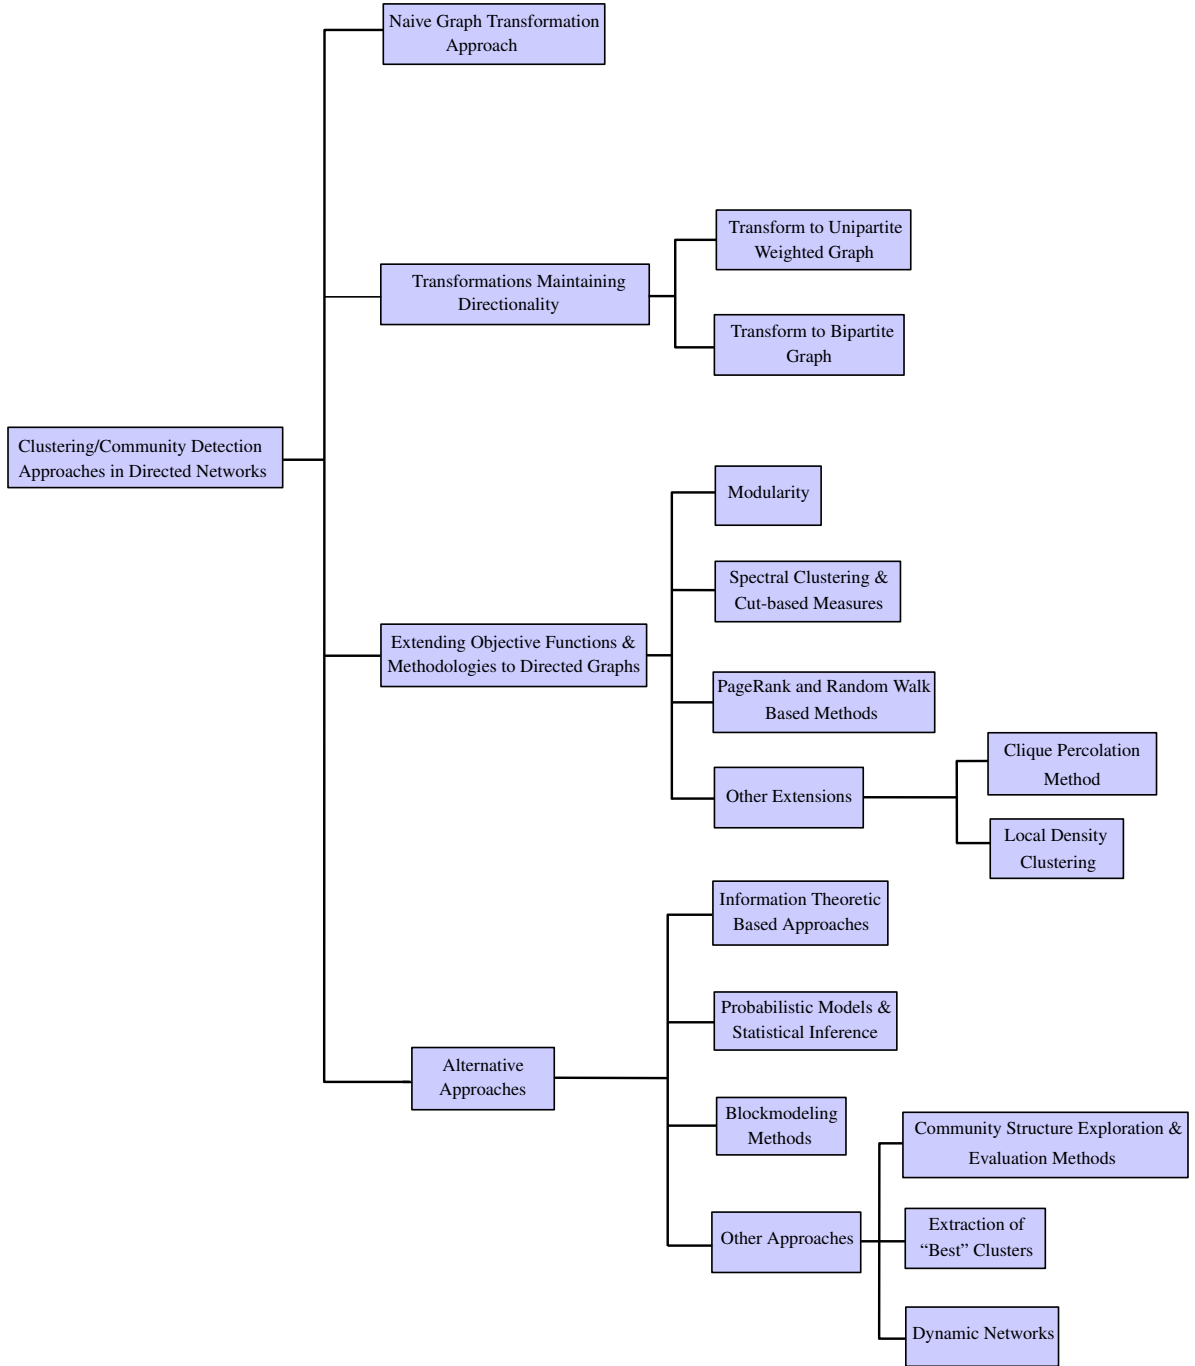 Naive Graph Transformation
Approach
Transform to Unipartite
Weighted Graph
Transformations Maintaining
Directionality
Transform to Bipartite
Graph
Clustering/Community Detection
Approaches in Directed Networks
Modularity
Spectral Clustering &
Cut-based Measures
Extending Objective Functions &
Methodologies to Directed Graphs
PageRank and Random Walk
Based Methods
Other Extensions
Clique Percolation
Method
Local Density
Clustering
Information Theoretic
Based Approaches
Probabilistic Models &
Statistical Inference
Alternative
Approaches
Blockmodeling
Methods
Other Approaches
Community Structure Exploration &
Evaluation Methods
Extraction of
“Best” Clusters
Dynamic Networks